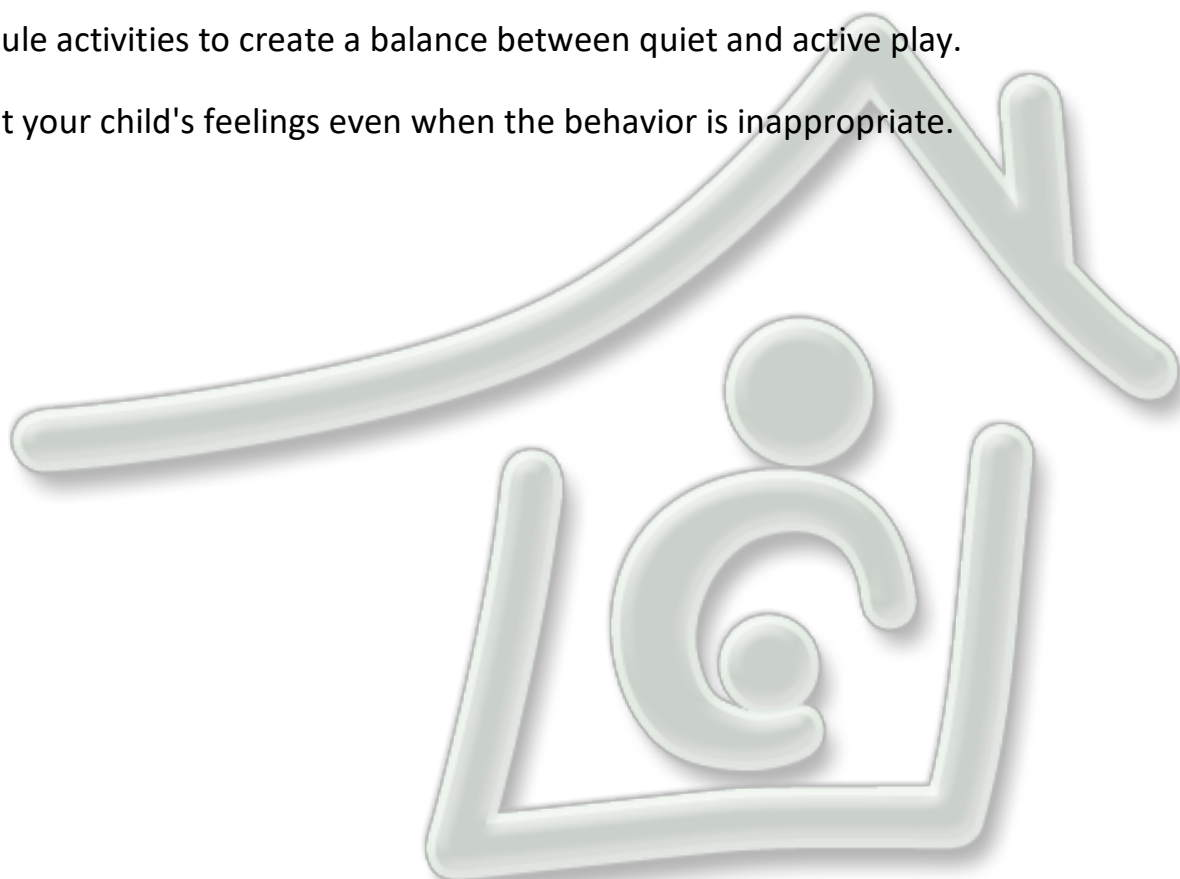 ule activities to create a balance between quiet and active play.
t your child's feelings even when the behavior is inappropriate.